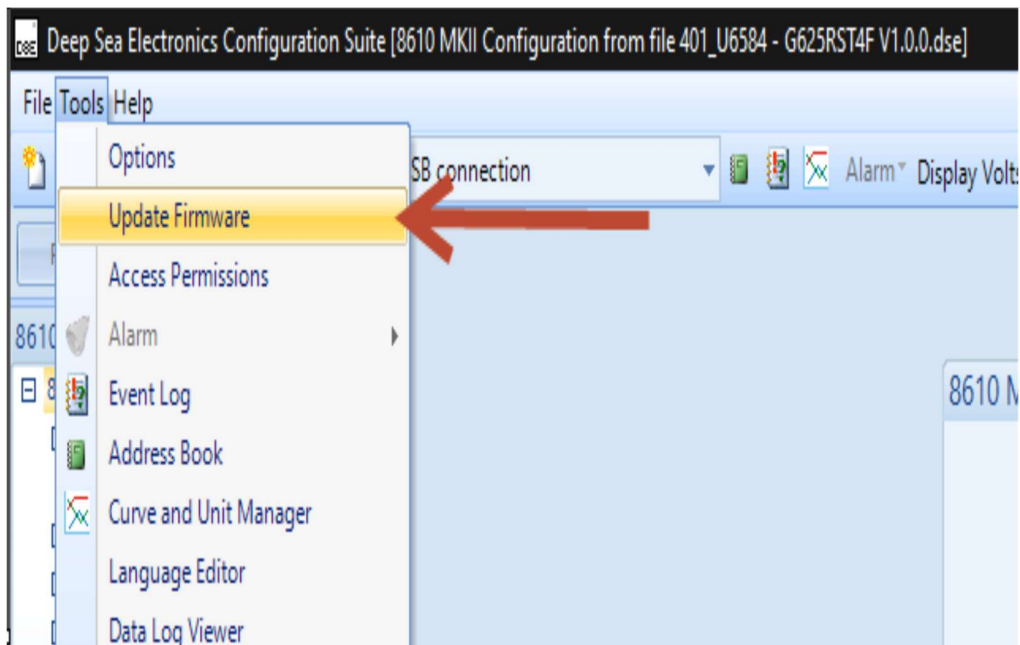 DSE Deep Sea Electronics Configuration Suite [8610 MKII Configuration from file 401_U6584 - G625RST4F V1.0.0.dse]
File Tools Help
SB connection Alarm Display Volts
Options
Update Firmware
Access Permissions
8610
Alarm
8
Event Log
8610 M
Address Book
Curve and Unit Manager
Language Editor
Data Log Viewer